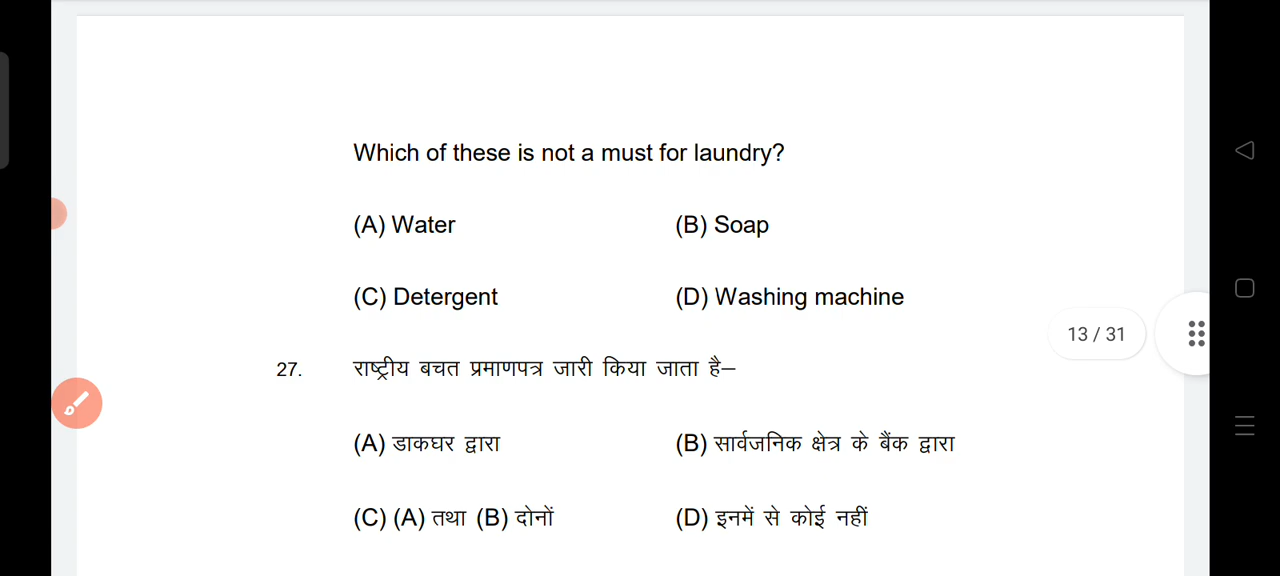 Which of these is not a must for laundry?
(A) Water (B) Soap
(C) Detergent (D) Washing machine
13 / 31
27. राष्ट्रीय बचत प्रमाणपत्र जारी किया जाता है–
(A) डाकघर द्वारा (B) सार्वजनिक क्षेत्र के बैंक द्वारा
(C) (A) तथा (B) दोनों (D) इनमें से कोई नहीं